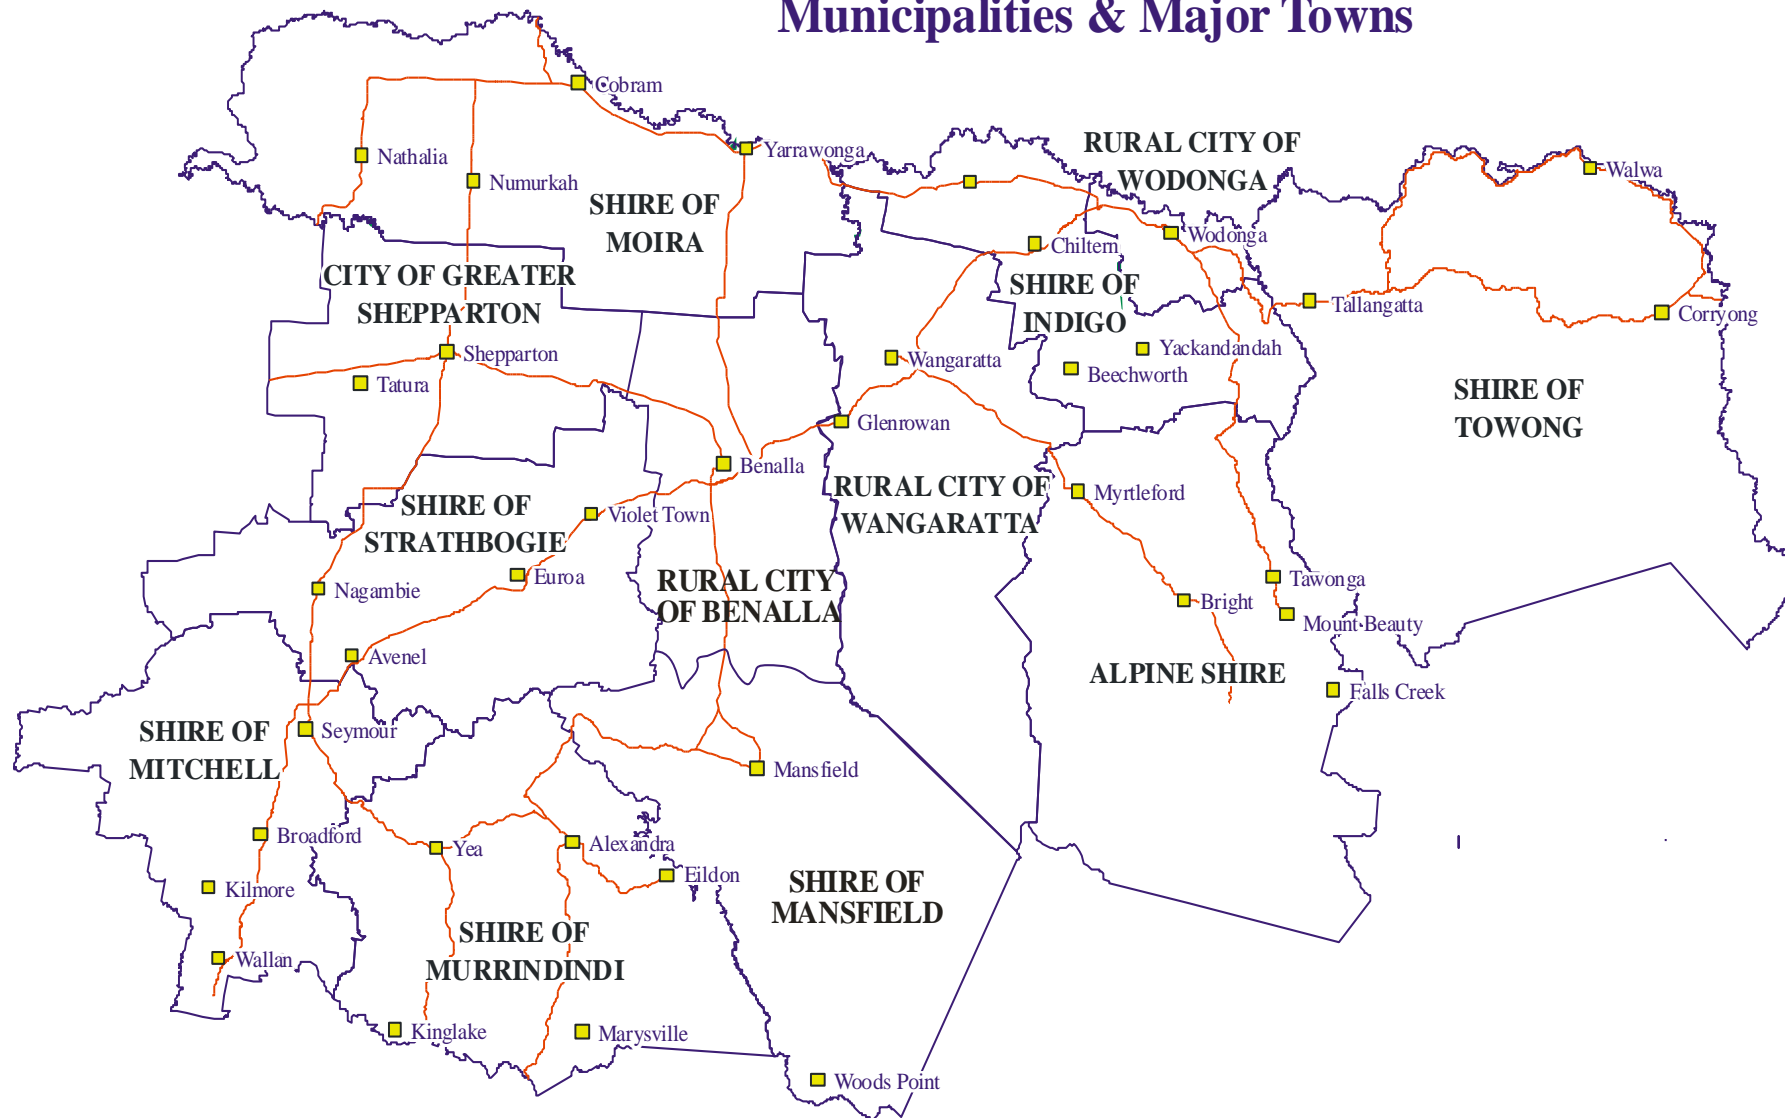 Municipalities & Major Towns
Cobram
Yarrawonga
RURAL CITY OF
WODONGA
Nathalia
Numurkah
Walwa
SHIRE OF
MOIRA
Chiltern
Wodonga
CITY OF GREATER
SHEPPARTON
SHIRE OF
INDIGO
Tallangatta
Corryong
Shepparton
Tatura
Wangaratta
Yackandandah
Beechworth
SHIRE OF
TOWONG
Glenrowan
Benalla
RURAL CITY OF
WANGARATTA
Myrtleford
SHIRE OF
STRATHBOGIE
Violet Town
Euroa
Nagambie
RURAL CITY
OF BENALLA
Tawonga
Bright
Mount Beauty
Avenel
ALPINE SHIRE
Falls Creek
SHIRE OF
MITCHELL
Seymour
Mansfield
Broadford
Yea
Alexandra
Eildon
Kilmore
SHIRE OF
MANSFIELD
SHIRE OF
MURRINDINDI
Wallan
Kinglake
Marysville
Woods Point